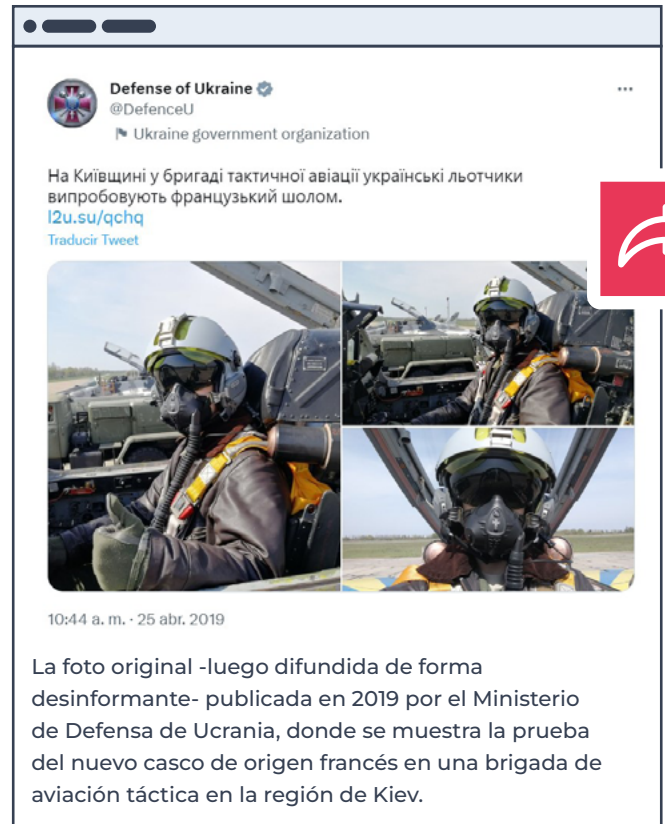 Defense of Ukraine
@DefenceU
Ukraine government organization
На Київщині у бригаді тактичної авіації українські льотчики
випробовують французький шолом.
l2u.su/qchq
Traducir Tweet
10:44 a. m. · 25 abr. 2019
La foto original -luego difundida de forma
desinformante- publicada en 2019 por el Ministerio
de Defensa de Ucrania, donde se muestra la prueba
del nuevo casco de origen francés en una brigada de
aviación táctica en la región de Kiev.